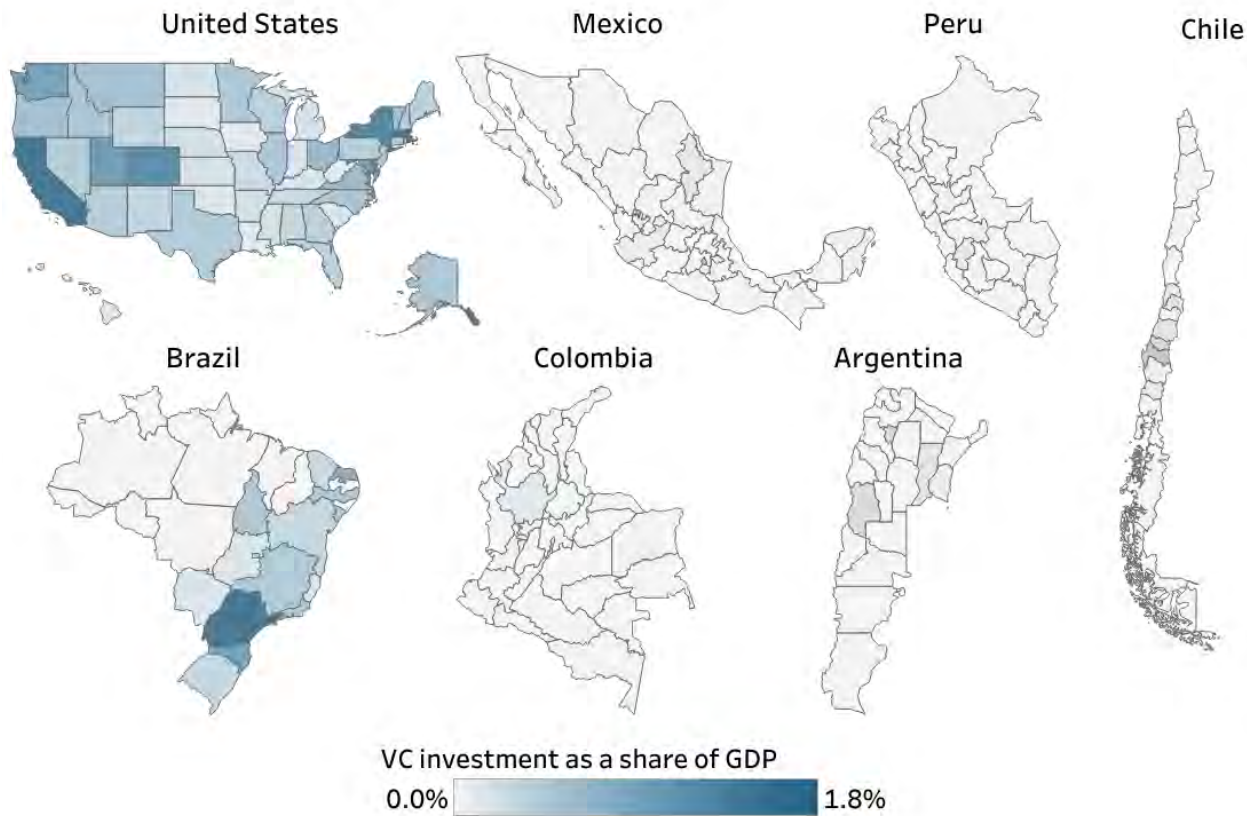 United States
Mexico
Peru
Chile
Brazil
Colombia
Argentina
VC investment as a share of GDP
0.0%
1.8%